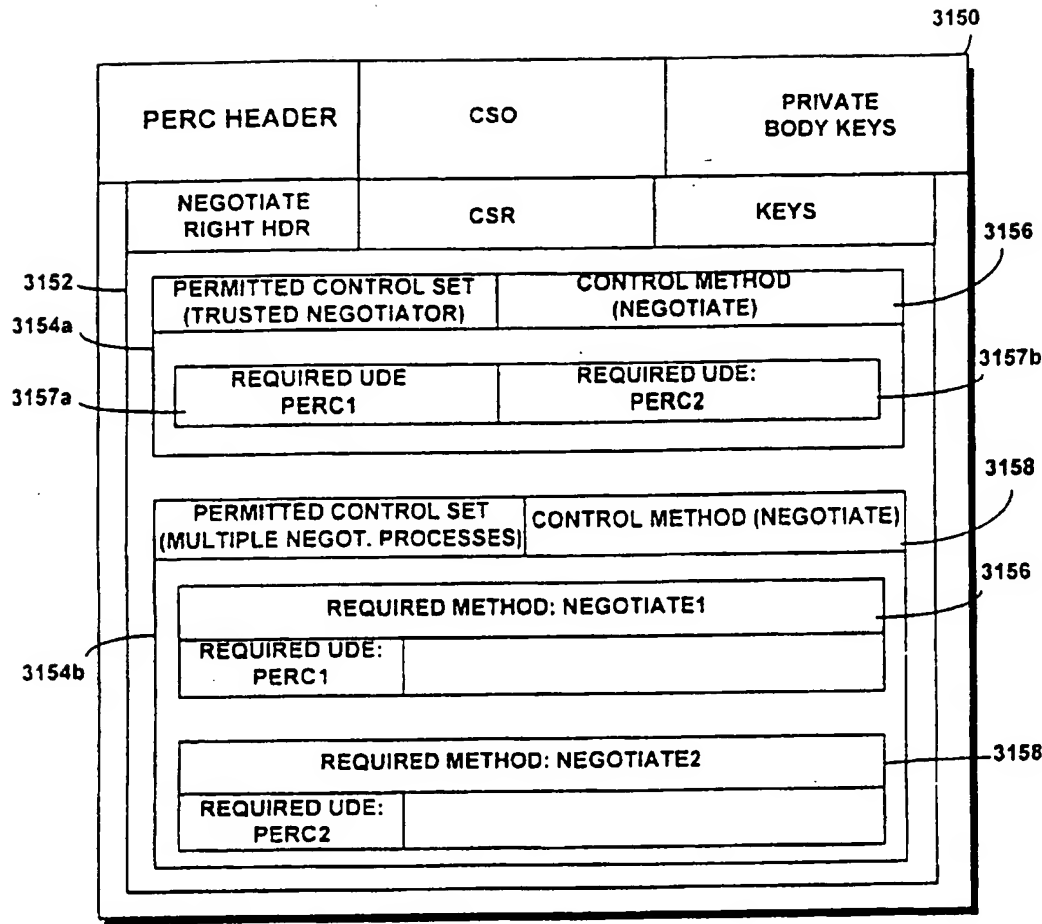 3150
PERC HEADER
CSO
PRIVATE
BODY KEYS
NEGOTIATE
RIGHT HDR
CSR
KEYS
3156
3152
PERMITTED CONTROL SET
(TRUSTED NEGOTIATOR)
CONTROL METHOD
(NEGOTIATE)
3154a
3157a
REQUIRED UDE
PERC1
REQUIRED UDE:
PERC2
3157b
3158
PERMITTED CONTROL SET
(MULTIPLE NEGOT. PROCESSES)
CONTROL METHOD (NEGOTIATE)
3156
REQUIRED METHOD: NEGOTIATE1
3154b
REQUIRED UDE:
PERC1
REQUIRED METHOD: NEGOTIATE2
3158
REQUIRED UDE:
PERC2